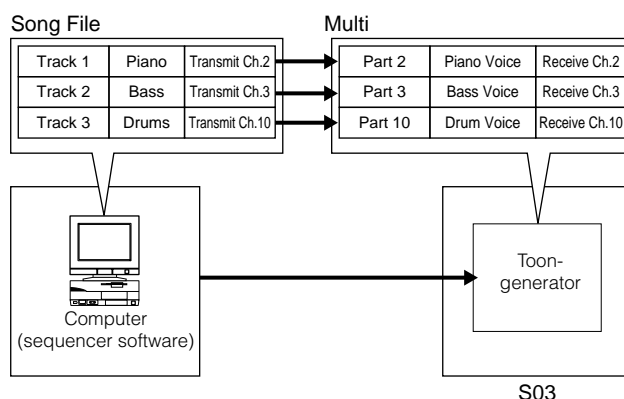 Song File
Multi
Track 1 Piano Transmit Ch.2
Track 2 Bass Transmit Ch.3
Track 3 Drums Transmit Ch.10
Part 2 Piano Voice Receive Ch.2
Part 3 Bass Voice Receive Ch.3
Part 10 Drum Voice Receive Ch.10
Computer
(sequencer software)
Toon-
generator
S03